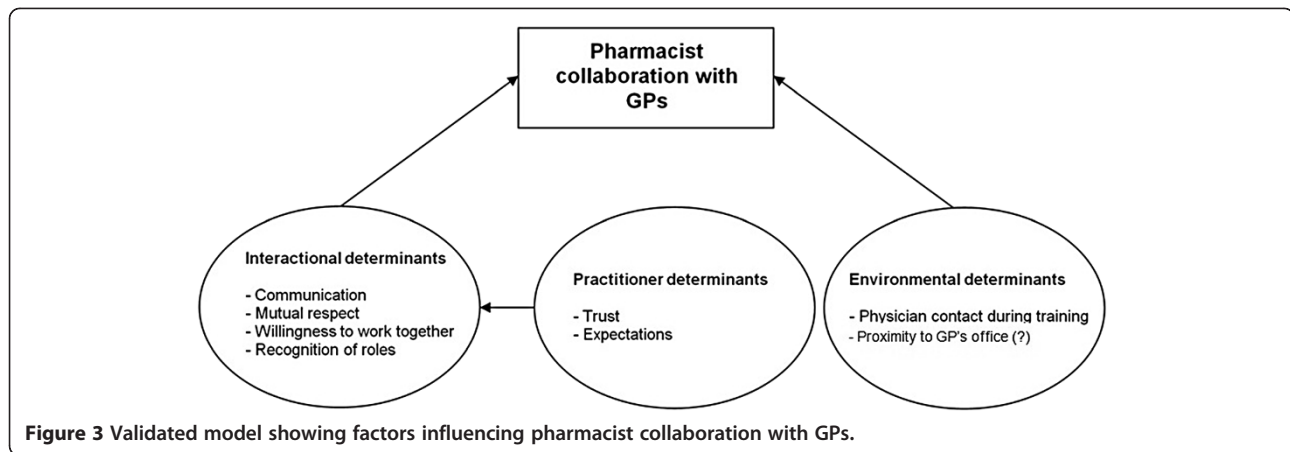 Pharmacist
collaboration with
GPs
Interactional determinants
- Communication
- Mutual respect
- Willingness to work together
- Recognition of roles
Practitioner determinants
- Trust
- Expectations
Environmental determinants
- Physician contact during training
- Proximity to GP's office (?)
Figure 3 Validated model showing factors influencing pharmacist collaboration with GPs.